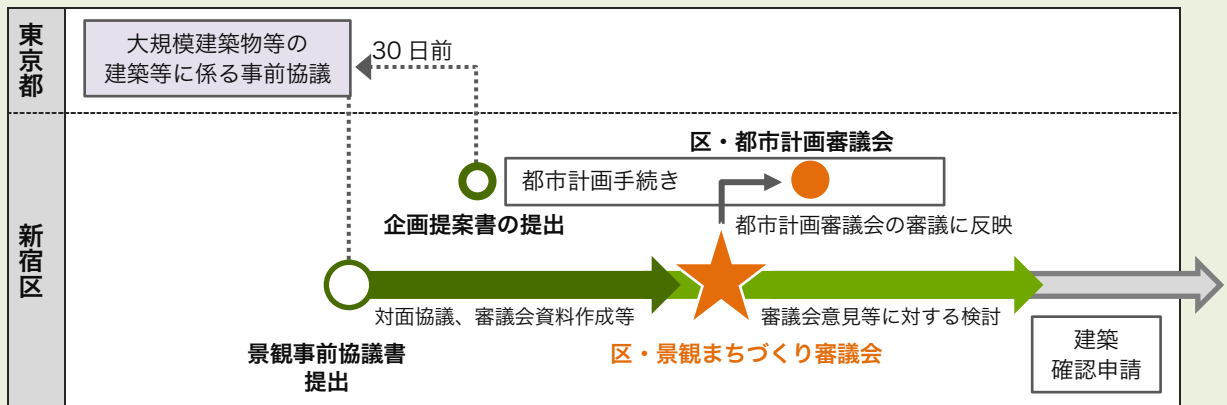 東京都
大規模建築物等の
建築等に係る事前協議
30 日前
新宿区
区・都市計画審議会
都市計画手続き
企画提案書の提出
都市計画審議会の審議に反映
対面協議、審議会資料作成等
審議会意見等に対する検討
景観事前協議書
提出
区・景観まちづくり審議会
建築
確認申請